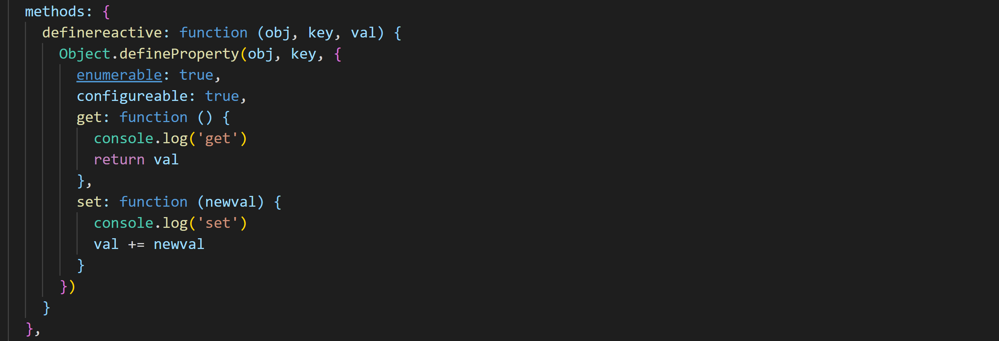 methods: {
definereactive: function (obj, key, val) {
Object.defineProperty(obj, key, {
enumerable: true,
configureable: true,
get: function () {
console.log('get')
return val
},
set: function (newval) {
console.log('set')
val += newval
}
})
}
},